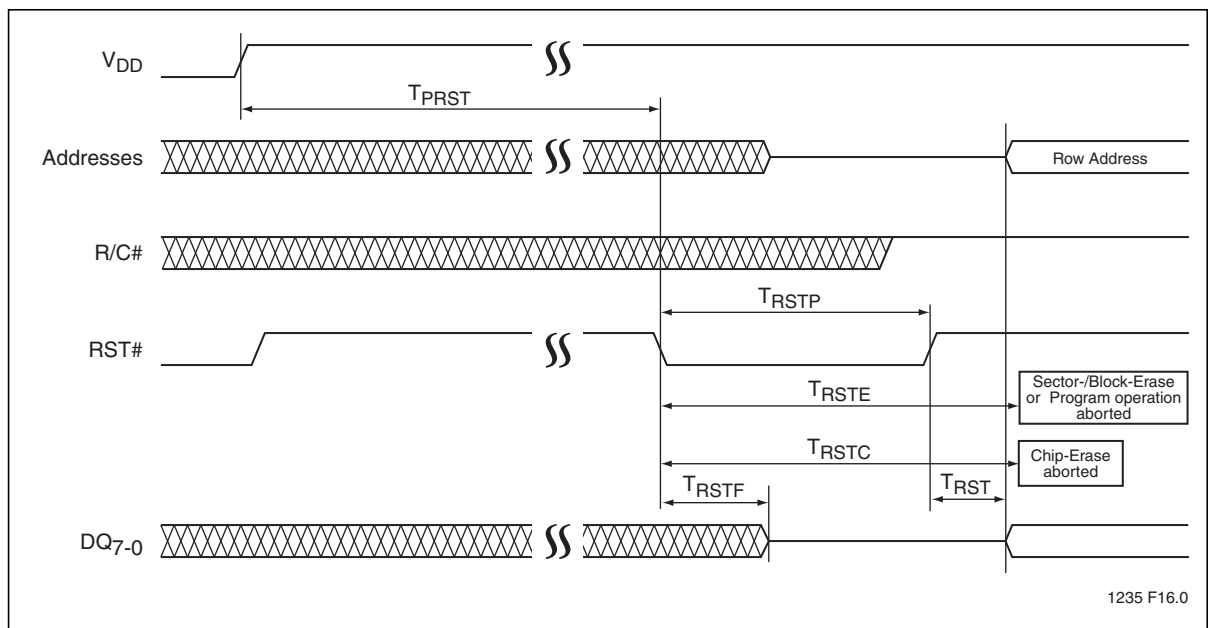 VDD
TPRST
Addresses
Row Address
R/C#
TRSTP
RST#
TRSTE
Sector-/Block-Erase
or Program operation
aborted
TRSTC
Chip-Erase
aborted
TRSTF
TRST
DQ7-0
1235 F16.0